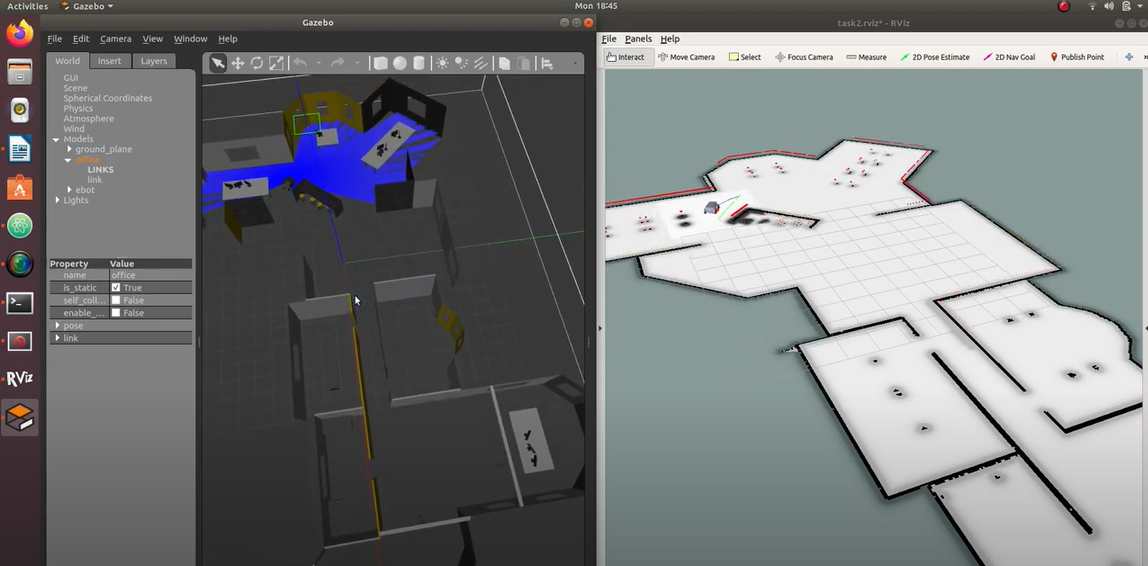 Activities Gazebo Mon 18:45
Gazebo
File Edit Camera View Window Help
World Insert Layers
GUI
Scene
Spherical Coordinates
Physics
Atmosphere
Wind
Models
ground_plane
office
LINKS
link
ebot
Lights
Property Value
name office
is_static True
self_coll... False
enable_... False
pose
link
RViz
task2.rviz* - RViz
File Panels Help
Interact Move Camera Select Focus Camera Measure 2D Pose Estimate 2D Nav Goal Publish Point